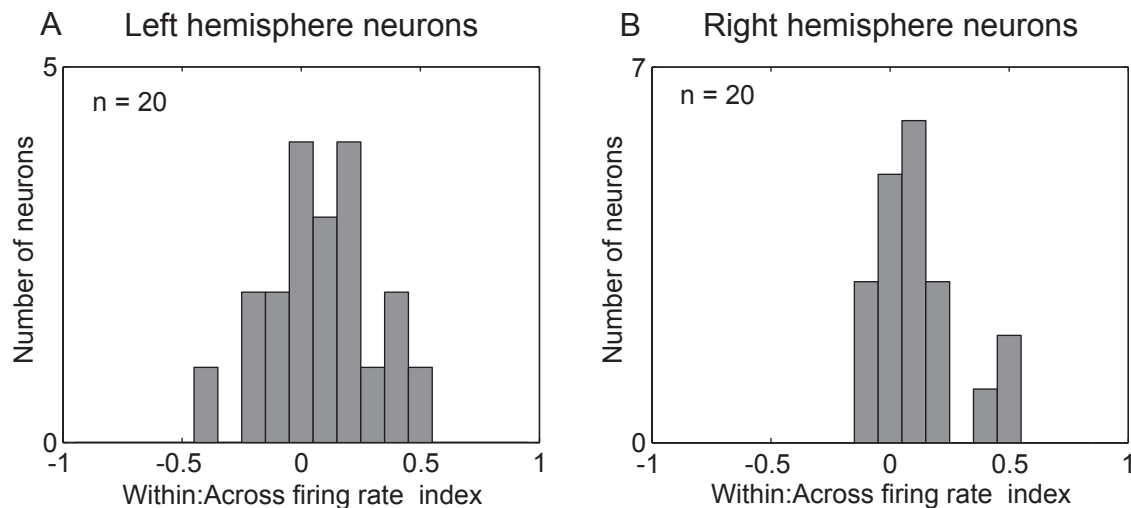 A Left hemisphere neurons
5
n = 20
Number of neurons
0
-1 -0.5 0 0.5 1
Within:Across firing rate index
B Right hemisphere neurons
7
n = 20
Number of neurons
0
-1 -0.5 0 0.5 1
Within:Across firing rate index